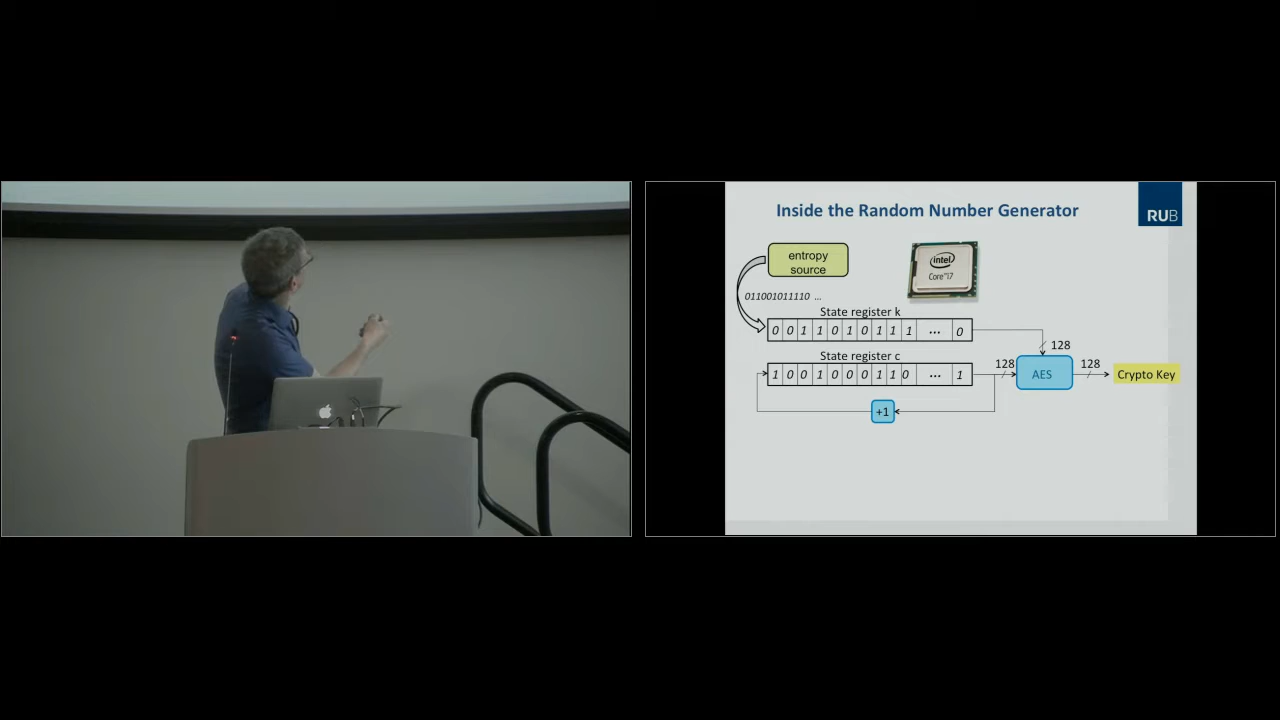 Inside the Random Number Generator
RUB
entropy
source
intel
Core™i7
011001011110 ...
State register k
0 0 1 1 0 1 0 1 1 1 ... 0
128
State register c
1 0 0 1 0 0 0 1 1 0 ... 1
128
AES
128
Crypto Key
+1